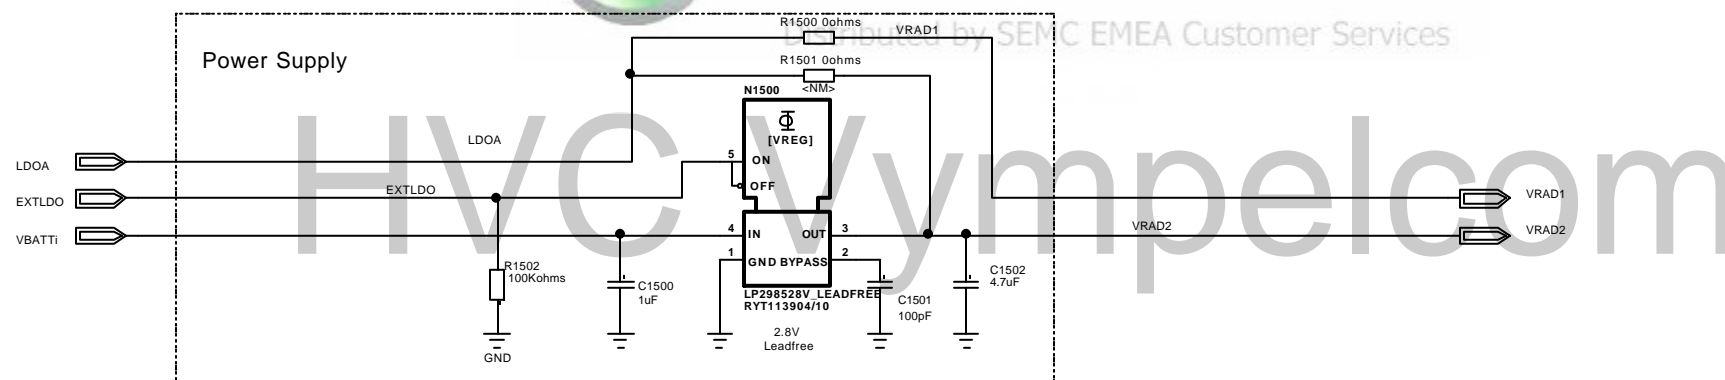 R1500 0ohms
VRAD1
Distributed by SEMC EMEA Customer Services
Power Supply
R1501 0ohms
<NM>
N1500
[VREG]
HVC Vympelcom
LDOA
LDOA
5 ON
OFF
EXTLDO
EXTLDO
VRAD1
VBATTi
4 IN
OUT 3
VRAD2
VRAD2
1 GND BYPASS 2
R1502
100Kohms
C1500
1uF
LP298528V_LEADFREE
RYT113904/10
C1501
100pF
C1502
4.7uF
2.8V
Leadfree
GND